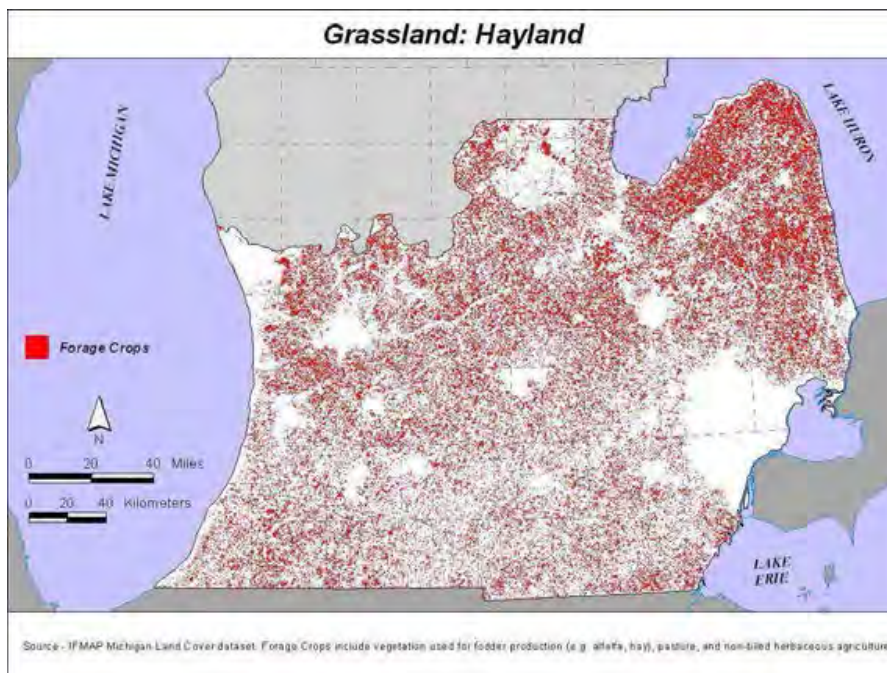 Grassland: Hayland
LAKE MICHIGAN
LAKE HURON
Forage Crops
N
0 20 40 Miles
0 20 40 Kilometers
LAKE
ERIE
Source - IFMAP Michigan Land Cover dataset. Forage Crops include vegetation used for fodder production (e.g. alfalfa, hay), pasture, and non-tilled herbaceous agriculture